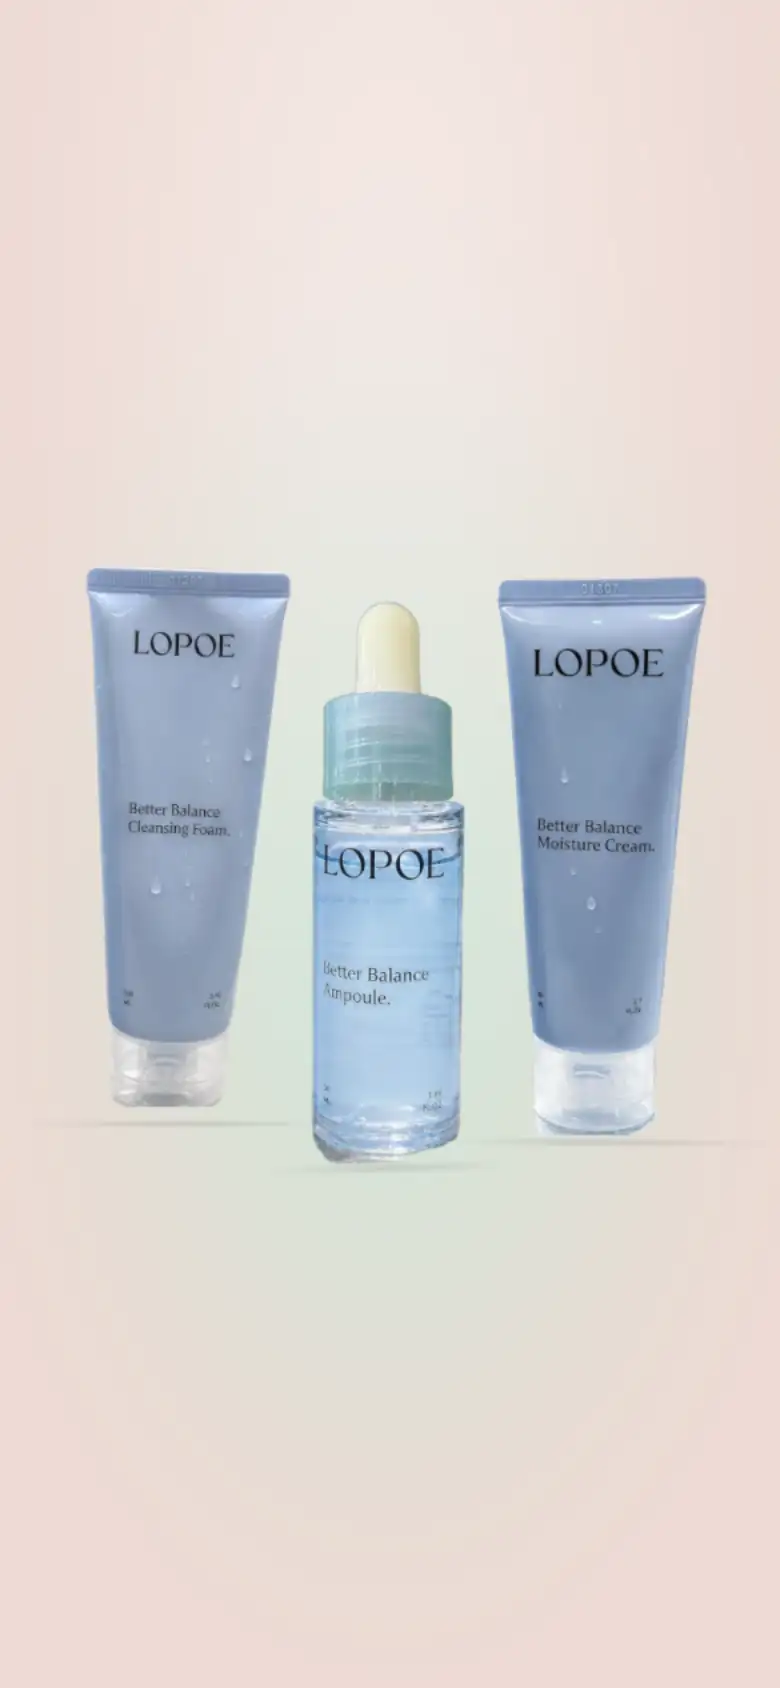 LOPOE
Better Balance
Cleansing Foam.
LOPOE
Better Balance
Ampoule.
LOPOE
Better Balance
Moisture Cream.